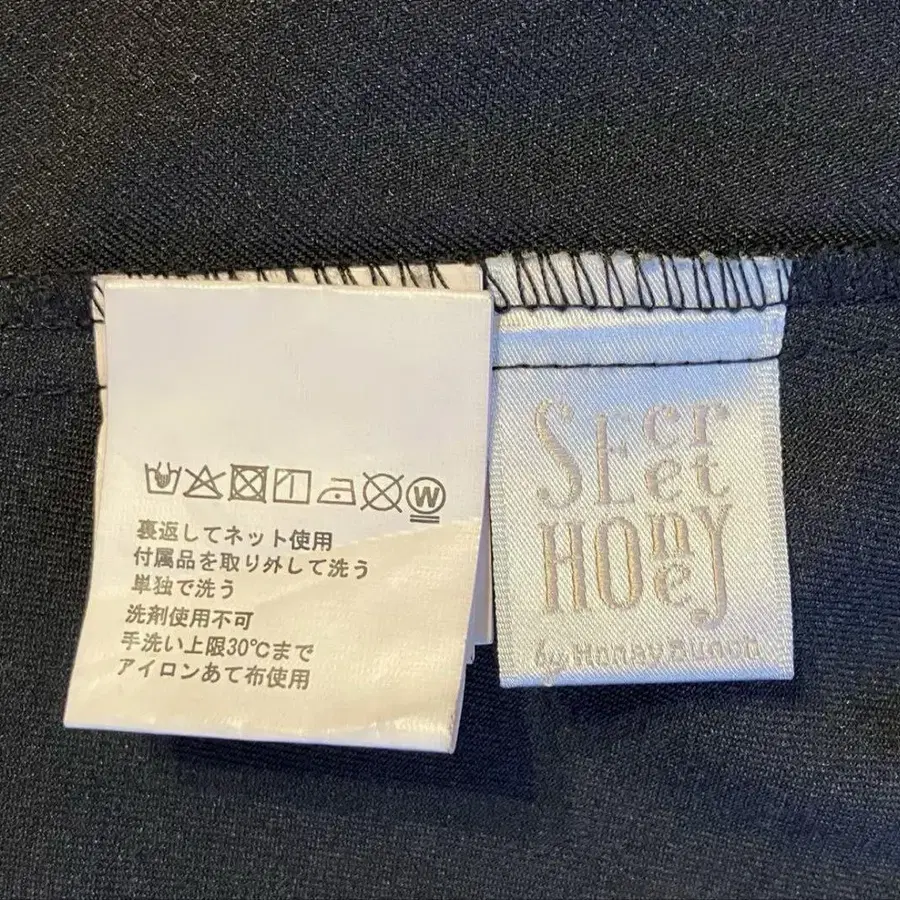 W
裏返してネット使用
付属品を取り外して洗う
単独で洗う
洗剤使用不可
手洗い上限30℃まで
アイロンあて布使用
SEcret
HONEY
by HONEY BUNCH